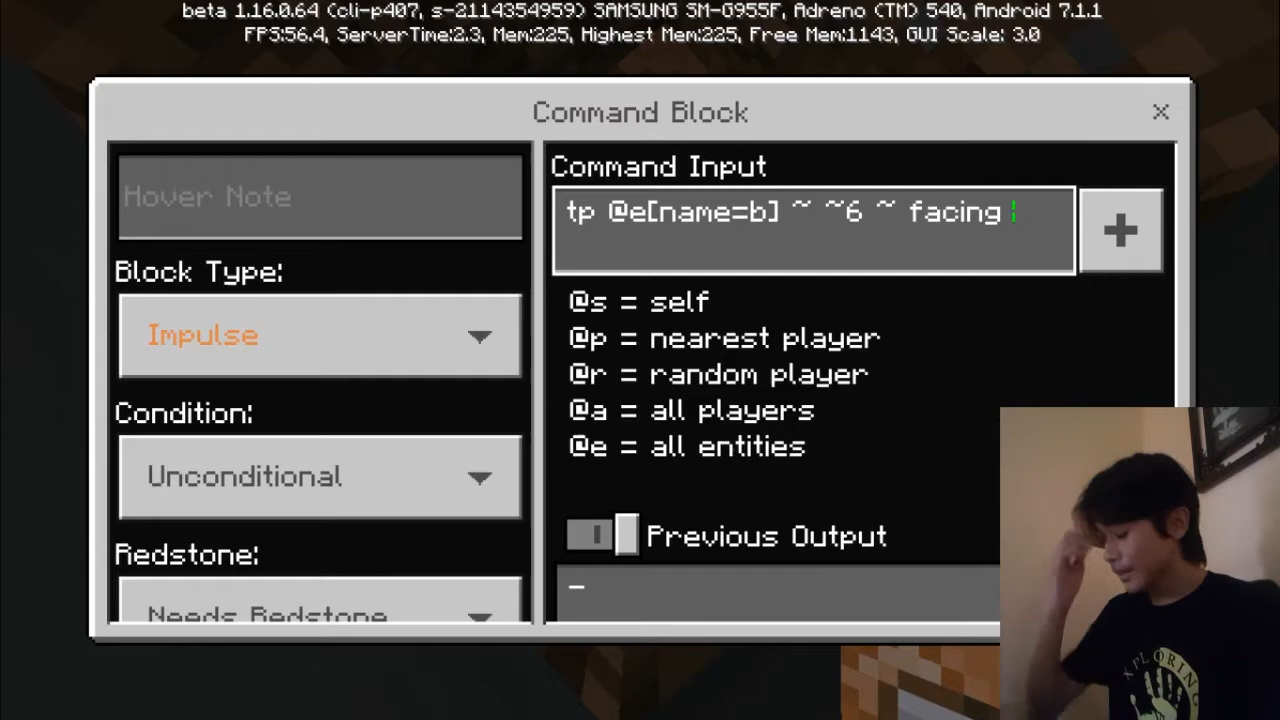 beta 1.16.0.64 (cli-p407, s-2114354959) SAMSUNG SM-G955F, Adreno (TM) 540, Android 7.1.1
FPS:56.4, ServerTime:2.3, Mem:225, Highest Mem:225, Free Mem:1143, GUI Scale: 3.0
Command Block
Hover Note
Block Type:
Impulse
Condition:
Unconditional
Redstone:
Needs Redstone
Command Input
tp @e[name=b] ~ ~6 ~ facing
@s = self
@p = nearest player
@r = random player
@a = all players
@e = all entities
Previous Output
-
XPLORING